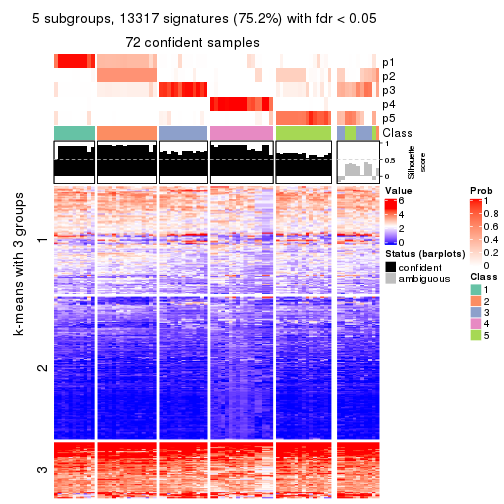 5 subgroups, 13317 signatures (75.2%) with fdr < 0.05
72 confident samples
p1
p2
p3
p4
p5
Class
1
0.5
0
Silhouette
score
k-means with 3 groups
1
2
3
Value
6
4
2
0
Status (barplots)
confident
ambiguous
Prob
1
0.8
0.6
0.4
0.2
0
Class
1
2
3
4
5